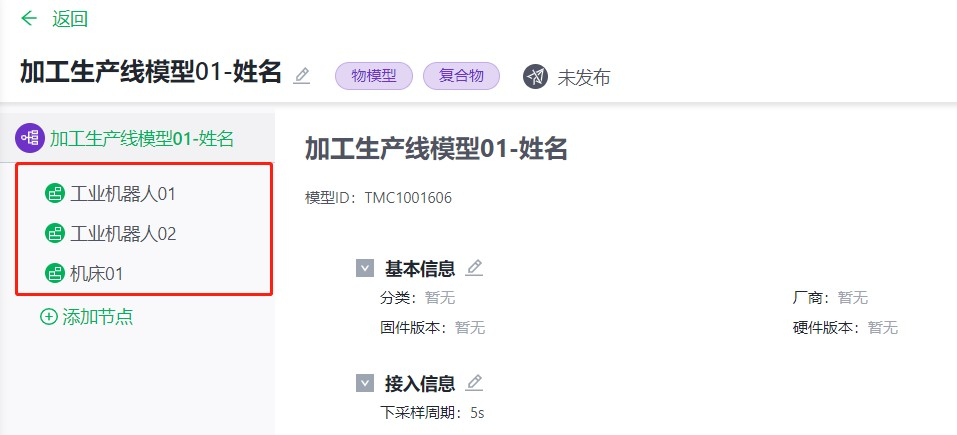 返回
加工生产线模型01-姓名 物模型 复合物 未发布
加工生产线模型01-姓名
工业机器人01
工业机器人02
机床01
添加节点
加工生产线模型01-姓名
模型ID: TMC1001606
基本信息
分类: 暂无 厂商: 暂无
固件版本: 暂无 硬件版本: 暂无
接入信息
下采样周期: 5s